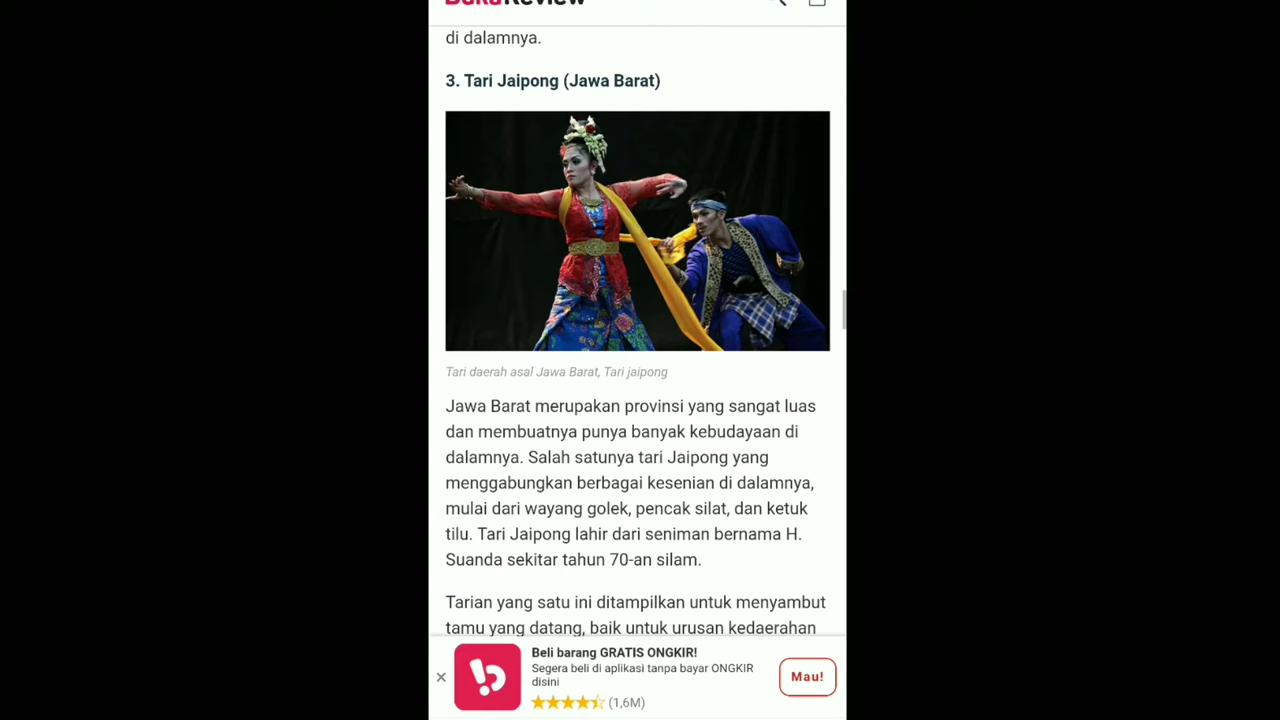 BukaReview
di dalamnya.
3. Tari Jaipong (Jawa Barat)
Tari daerah asal Jawa Barat, Tari jaipong
Jawa Barat merupakan provinsi yang sangat luas
dan membuatnya punya banyak kebudayaan di
dalamnya. Salah satunya tari Jaipong yang
menggabungkan berbagai kesenian di dalamnya,
mulai dari wayang golek, pencak silat, dan ketuk
tilu. Tari Jaipong lahir dari seniman bernama H.
Suanda sekitar tahun 70-an silam.
Tarian yang satu ini ditampilkan untuk menyambut
tamu yang datang, baik untuk urusan kedaerahan
Beli barang GRATIS ONGKIR!
Segera beli di aplikasi tanpa bayar ONGKIR
disini
(1,6M)
Mau!